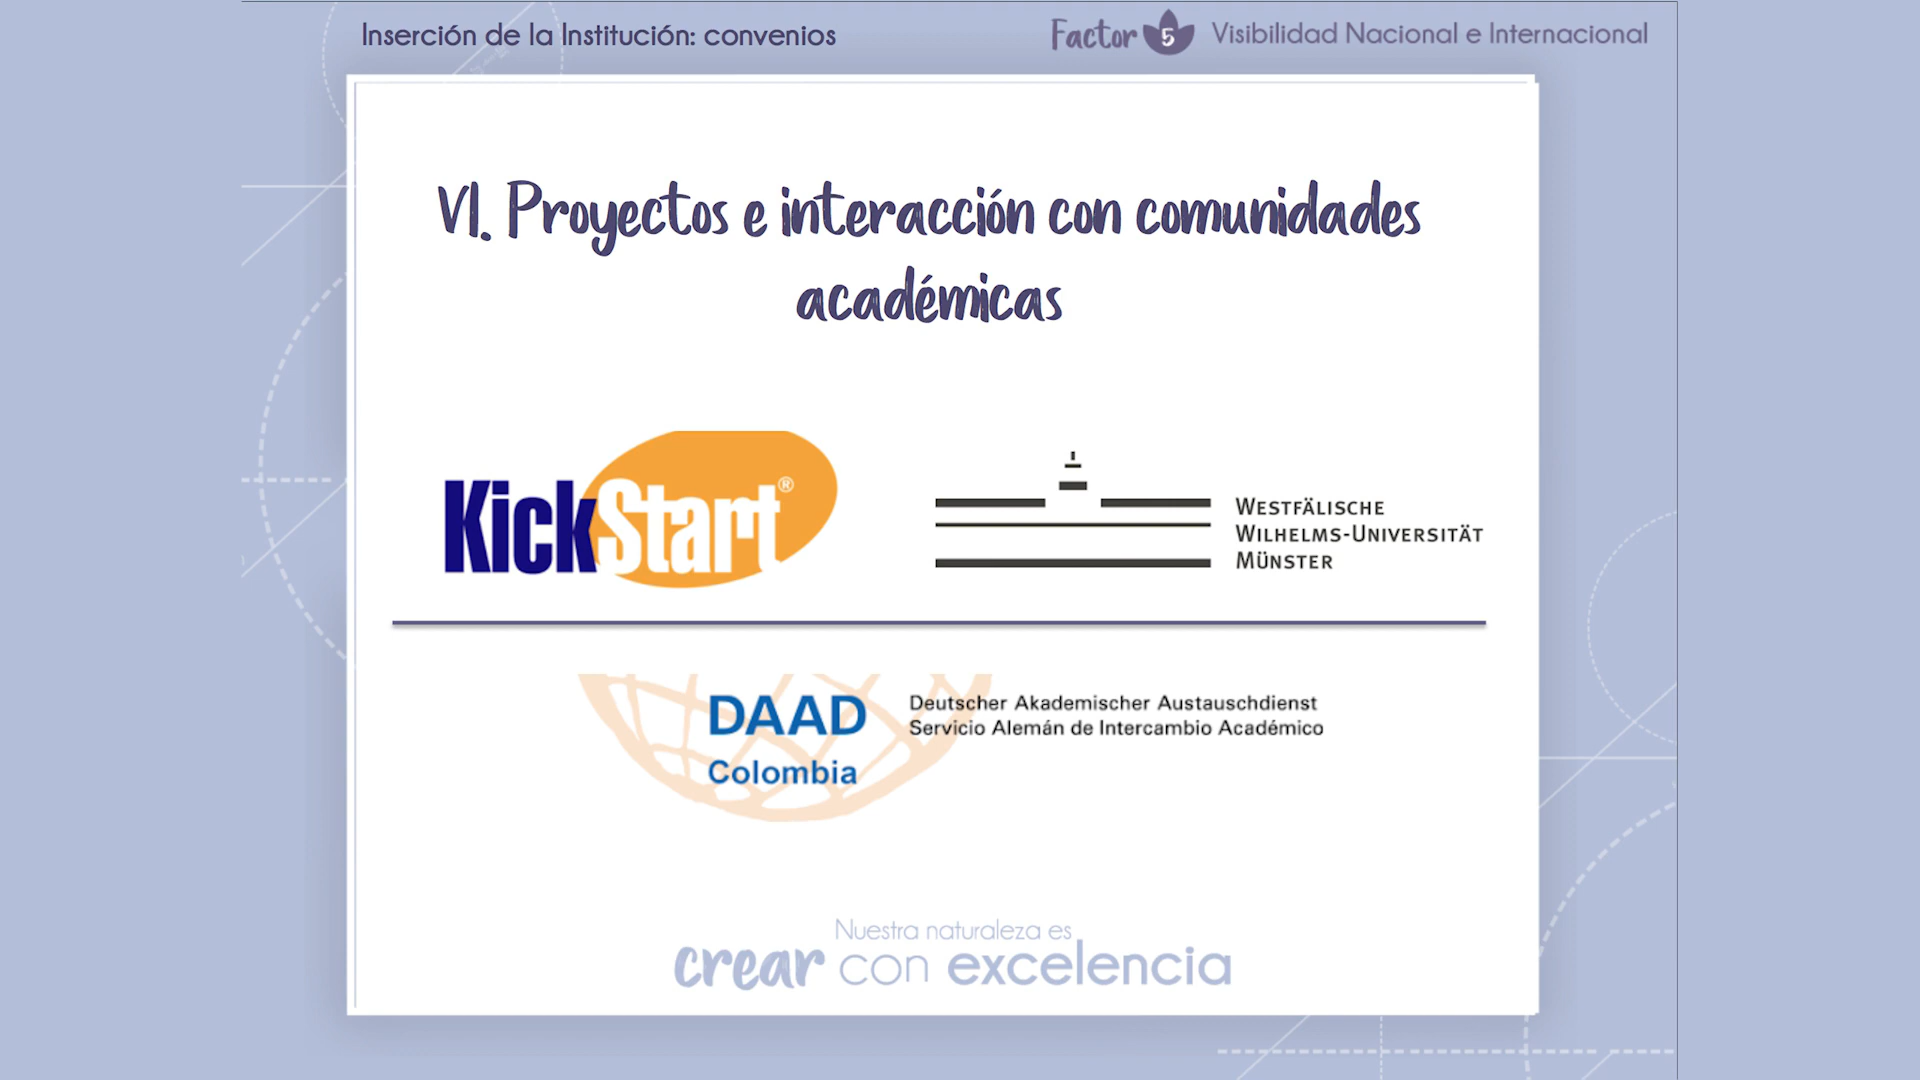 Inserción de la Institución: convenios
Factor 5 Visibilidad Nacional e Internacional
VI. Proyectos e interacción con comunidades
académicas
KickStart®
WESTFÄLISCHE
WILHELMS-UNIVERSITÄT
MÜNSTER
DAAD
Colombia
Deutscher Akademischer Austauschdienst
Servicio Alemán de Intercambio Académico
Nuestra naturaleza es
crear con excelencia